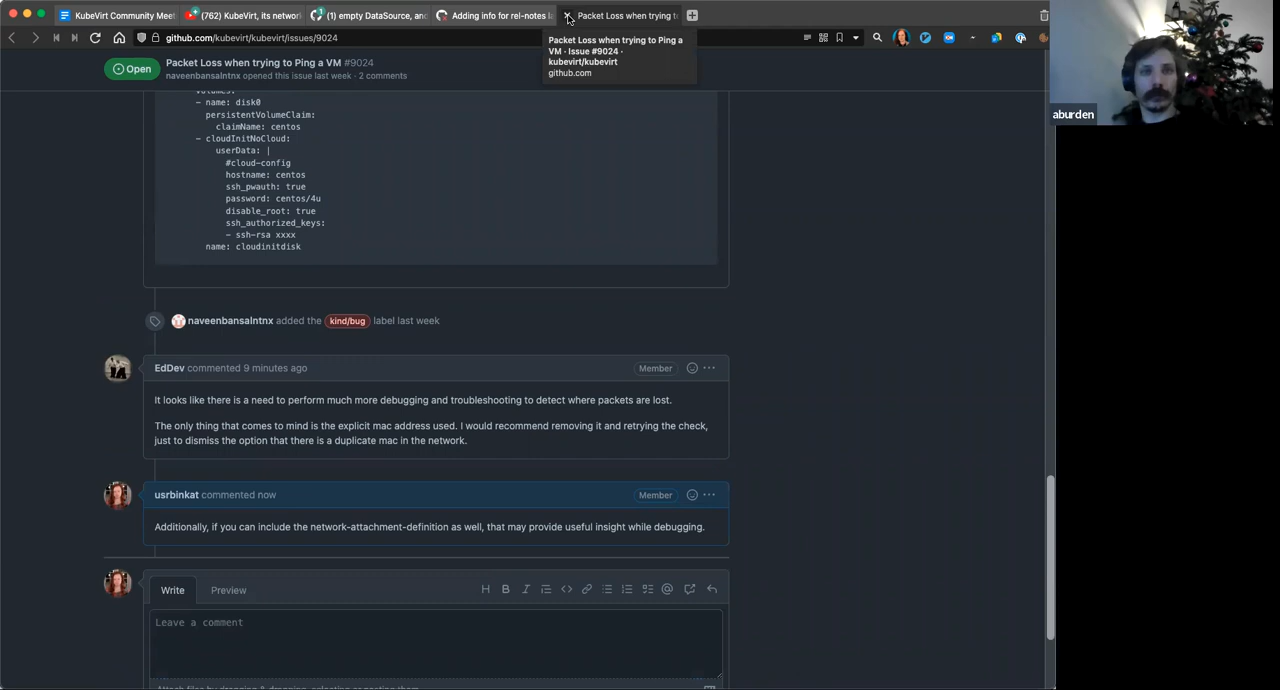 KubeVirt Community Meet
(762) KubeVirt, its networ
(1) empty DataSource, an
Adding info for rel-notes
Packet Loss when trying to
github.com/kubevirt/kubevirt/issues/9024
Packet Loss when trying to Ping a
VM · Issue #9024 ·
kubevirt/kubevirt
github.com
Open
Packet Loss when trying to Ping a VM #9024
naveenbansalntnx opened this issue last week · 2 comments
aburden
volumes:
- name: disk0
persistentVolumeClaim:
claimName: centos
- cloudInitNoCloud:
userData: |
#cloud-config
hostname: centos
ssh_pwauth: true
password: centos/4u
disable_root: true
ssh_authorized_keys:
- ssh-rsa xxxx
name: cloudinitdisk
naveenbansalntnx added the kind/bug label last week
EdDev commented 9 minutes ago
Member
It looks like there is a need to perform much more debugging and troubleshooting to detect where packets are lost.
The only thing that comes to mind is the explicit mac address used. I would recommend removing it and retrying the check,
just to dismiss the option that there is a duplicate mac in the network.
usrbinkat commented now
Member
Additionally, if you can include the network-attachment-definition as well, that may provide useful insight while debugging.
Write
Preview
Leave a comment